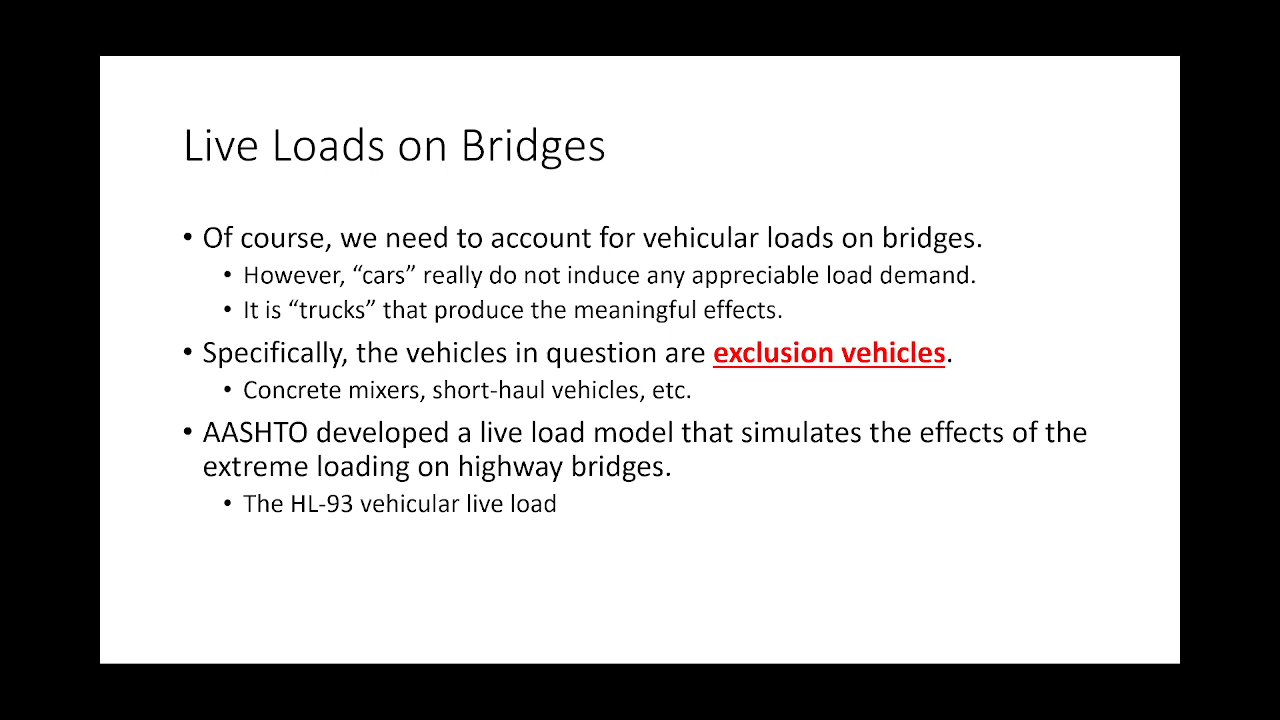 Live Loads on Bridges
• Of course, we need to account for vehicular loads on bridges.
• However, “cars” really do not induce any appreciable load demand.
• It is “trucks” that produce the meaningful effects.
• Specifically, the vehicles in question are exclusion vehicles.
• Concrete mixers, short-haul vehicles, etc.
• AASHTO developed a live load model that simulates the effects of the
extreme loading on highway bridges.
• The HL-93 vehicular live load